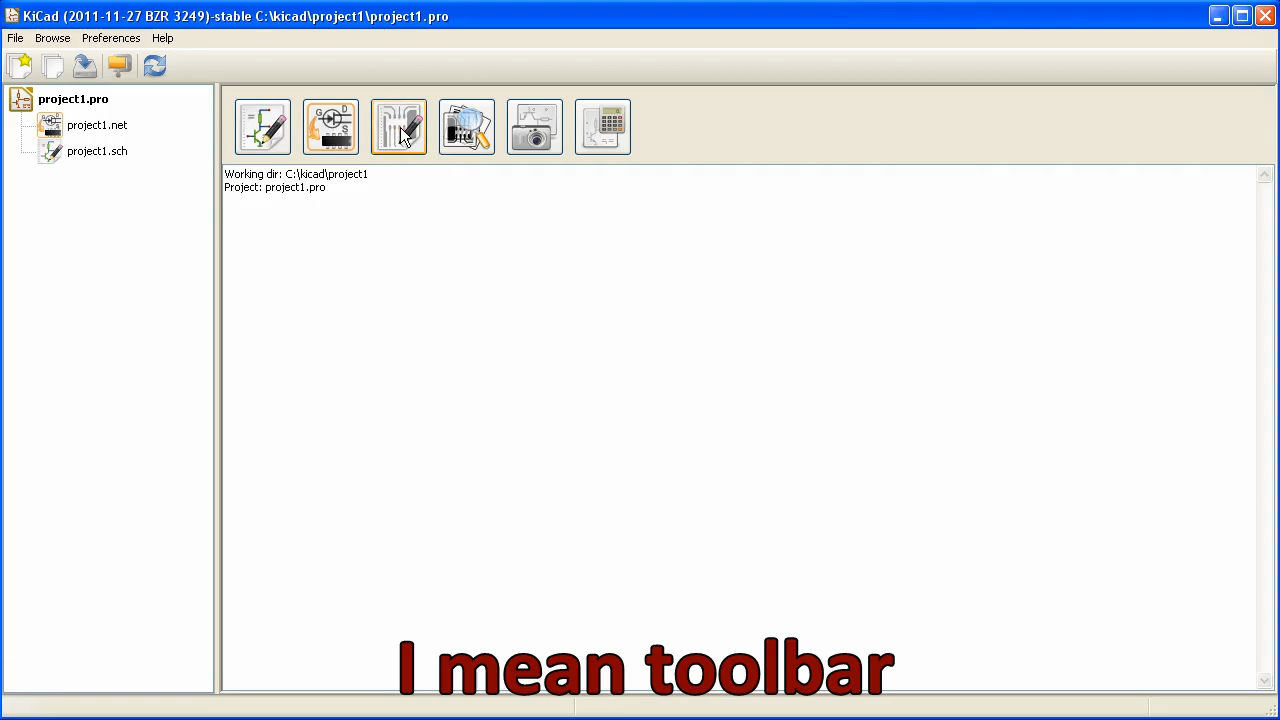 KiCad (2011-11-27 BZR 3249)-stable C:\kicad\project1\project1.pro
File Browse Preferences Help
project1.pro
project1.net
project1.sch
G D
S
Working dir: C:\kicad\project1
Project: project1.pro
I mean toolbar